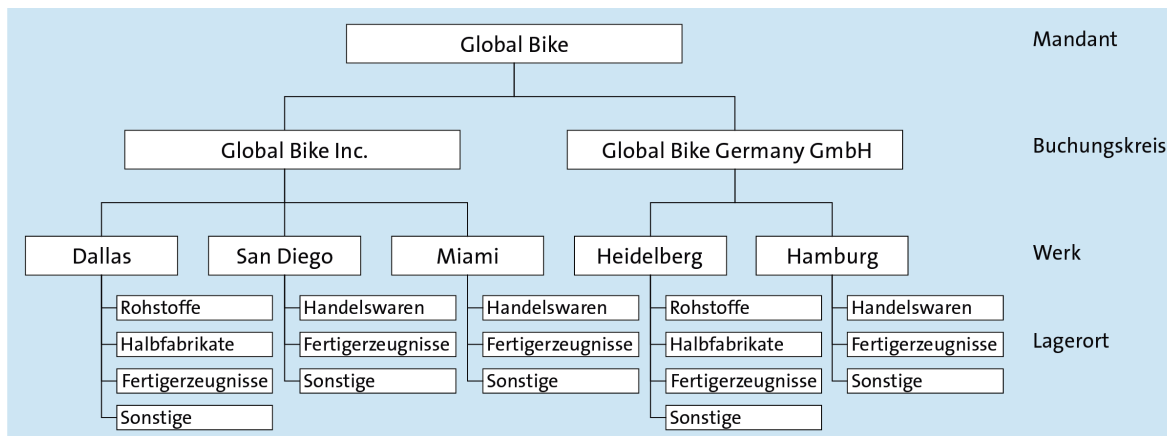 Global Bike
Mandant
Global Bike Inc.
Global Bike Germany GmbH
Buchungskreis
Dallas
San Diego
Miami
Heidelberg
Hamburg
Werk
Rohstoffe
Handelswaren
Handelswaren
Rohstoffe
Handelswaren
Halbfabrikate
Fertigerzeugnisse
Fertigerzeugnisse
Halbfabrikate
Fertigerzeugnisse
Lagerort
Fertigerzeugnisse
Sonstige
Sonstige
Fertigerzeugnisse
Sonstige
Sonstige
Sonstige